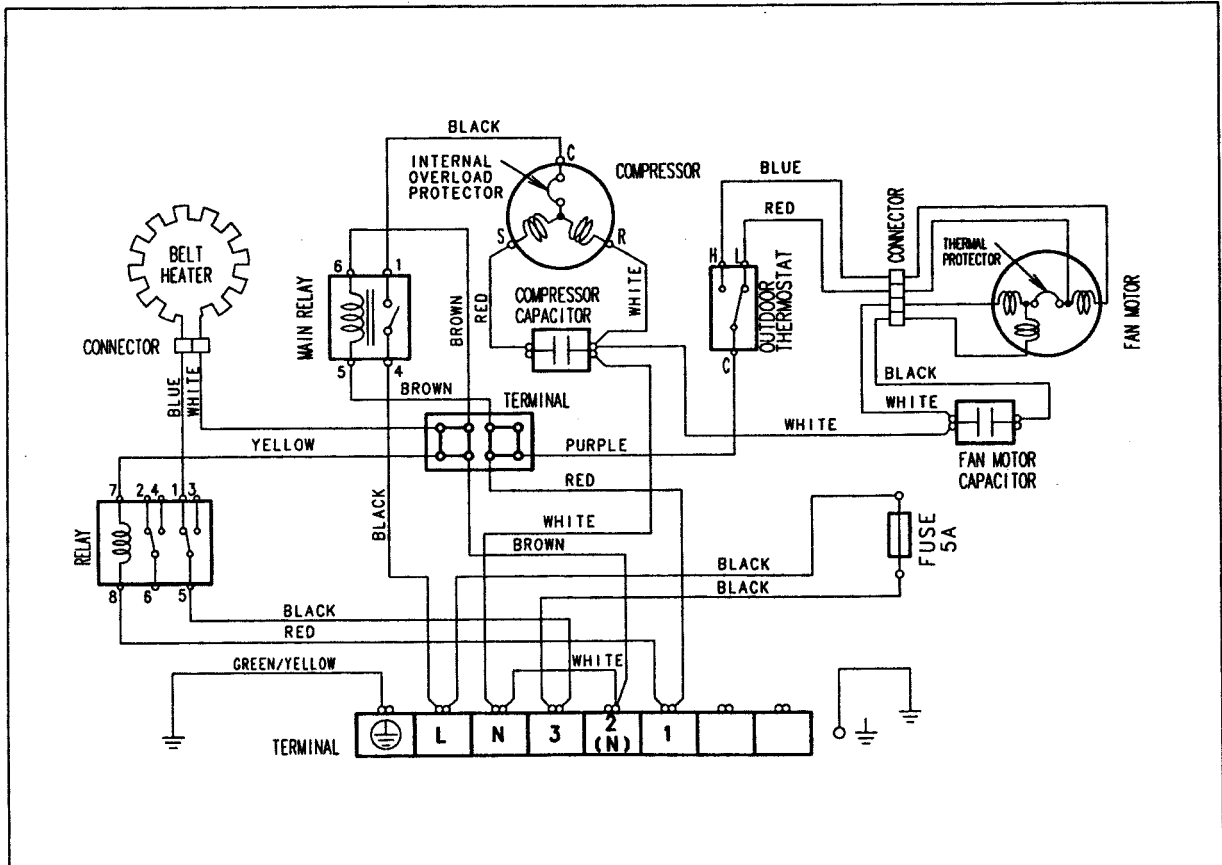 BLACK
C
INTERNAL
OVERLOAD
PROTECTOR
COMPRESSOR
BLUE
RED
CONNECTOR
BELT
HEATER
S
R
H
L
THERMAL
PROTECTOR
6
1
MAIN RELAY
BROWN
RED
COMPRESSOR
CAPACITOR
WHITE
OUTDOOR
THERMOSTAT
FAN MOTOR
CONNECTOR
5
4
C
BLUE
WHITE
BROWN
TERMINAL
BLACK
WHITE
WHITE
YELLOW
PURPLE
FAN MOTOR
CAPACITOR
7
2
4
1
3
RED
BLACK
WHITE
RELAY
BROWN
FUSE
5A
BLACK
BLACK
8
6
5
BLACK
RED
GREEN/YELLOW
WHITE
TERMINAL
L
N
3
2
(N)
1